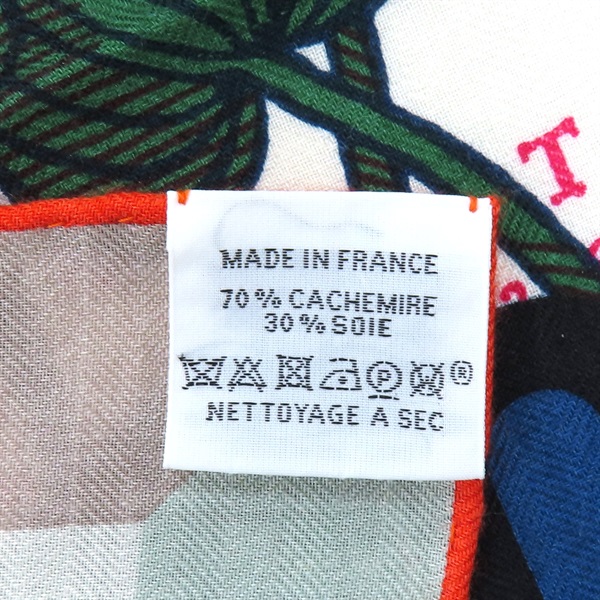 T
MADE IN FRANCE
70% CACHEMIRE
30% SOIE
P ®
NETTOYAGE A SEC